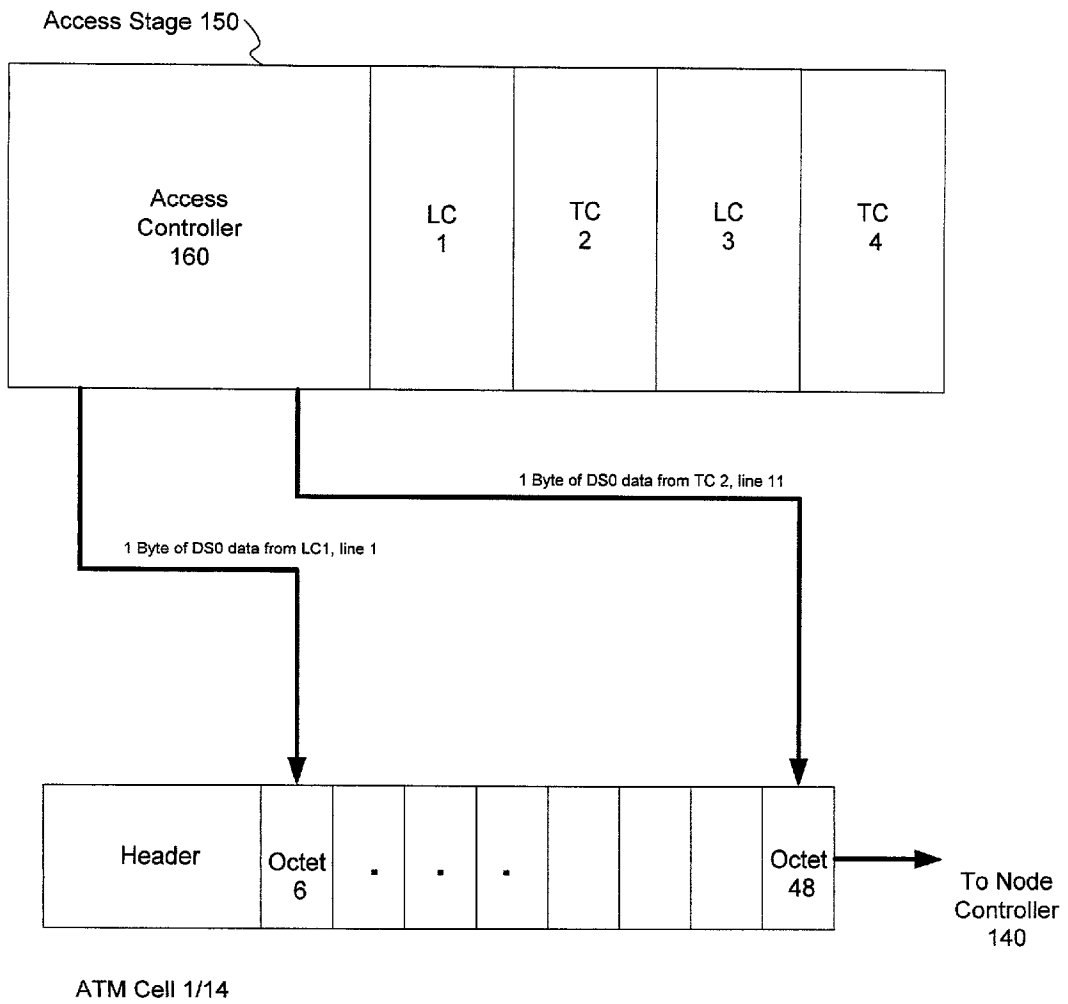 Access Stage 150
Access
Controller
160
LC
1
TC
2
LC
3
TC
4
1 Byte of DS0 data from TC 2, line 11
1 Byte of DS0 data from LC1, line 1
Header
Octet
6
. . .
Octet
48
To Node
Controller
140
ATM Cell 1/14